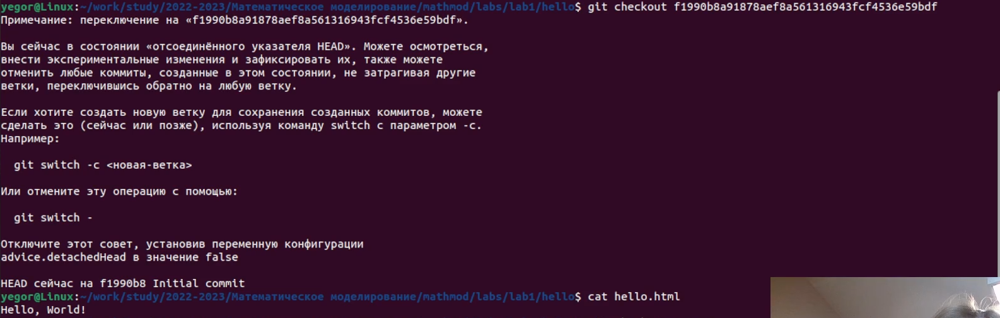 yegor@Linux:~/work/study/2022-2023/Математическое моделирование/mathmod/labs/lab1/hello$ git checkout f1990b8a91878aef8a561316943fcf4536e59bdf
Примечание: переключение на «f1990b8a91878aef8a561316943fcf4536e59bdf».
Вы сейчас в состоянии «отсоединённого указателя HEAD». Можете осмотреться,
внести экспериментальные изменения и зафиксировать их, также можете
отменить любые коммиты, созданные в этом состоянии, не затрагивая другие
ветки, переключившись обратно на любую ветку.
Если хотите создать новую ветку для сохранения созданных коммитов, можете
сделать это (сейчас или позже), используя команду switch с параметром -c.
Например:
git switch -c <новая-ветка>
Или отмените эту операцию с помощью:
git switch -
Отключите этот совет, установив переменную конфигурации
advice.detachedHead в значение false
HEAD сейчас на f1990b8 Initial commit
yegor@Linux:~/work/study/2022-2023/Математическое моделирование/mathmod/labs/lab1/hello$ cat hello.html
Hello, World!